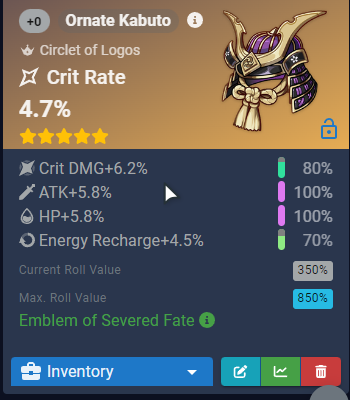 +0 Ornate Kabuto
Circlet of Logos
Crit Rate
4.7%
Crit DMG+6.2% 80%
ATK+5.8% 100%
HP+5.8% 100%
Energy Recharge+4.5% 70%
Current Roll Value 350%
Max. Roll Value 850%
Emblem of Severed Fate
Inventory